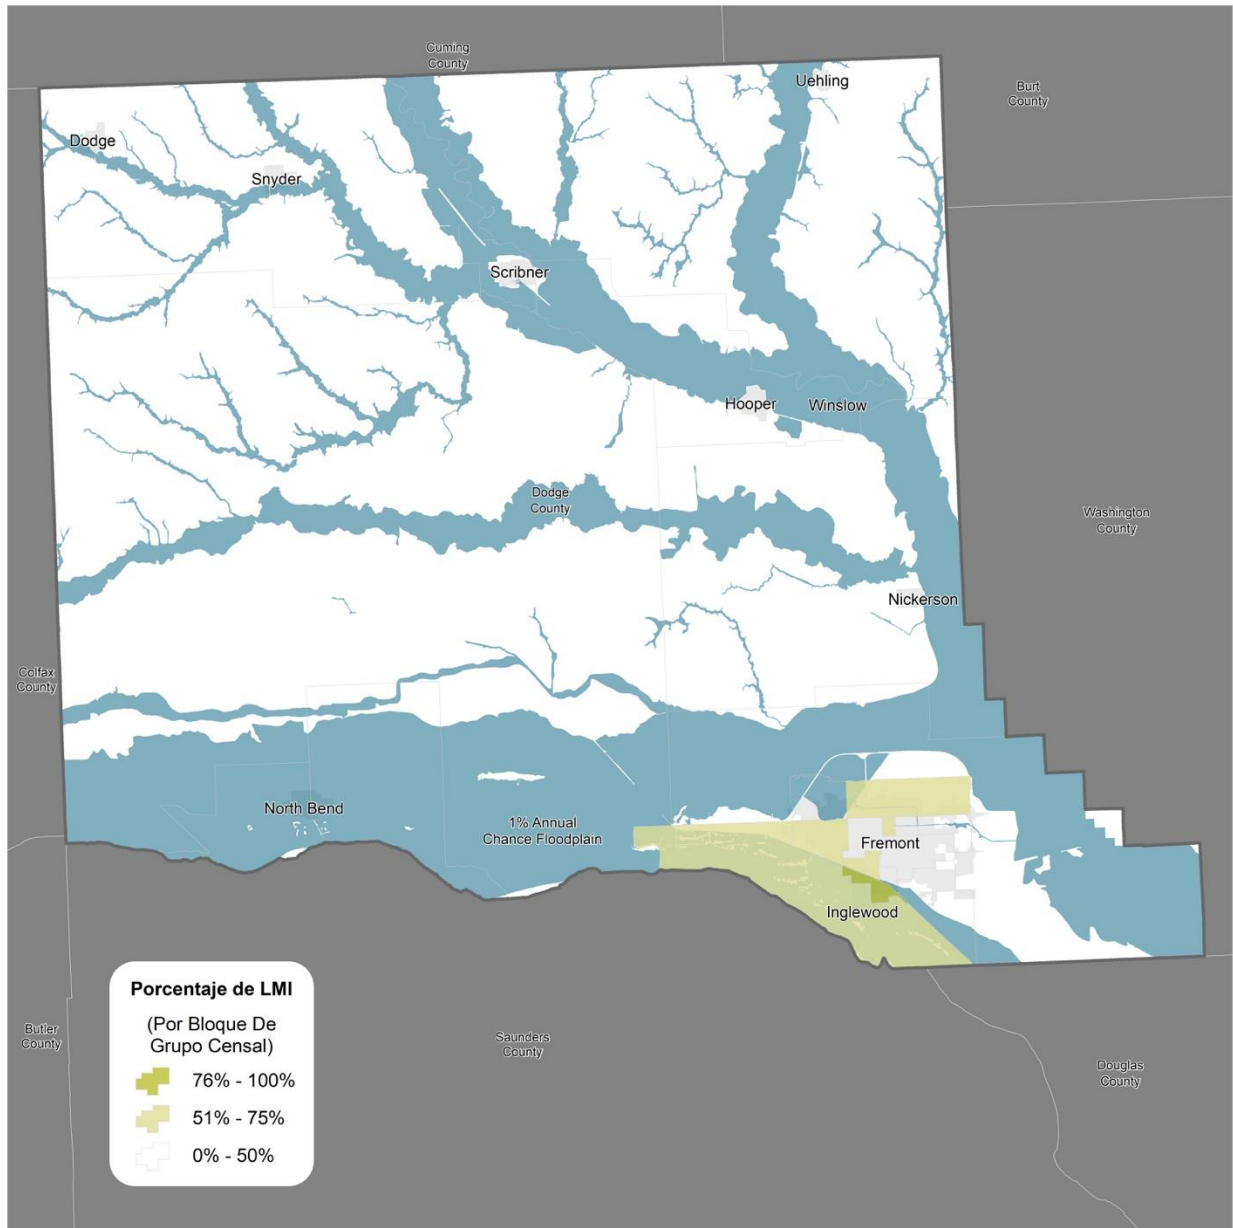 Cuming
County
Uehling
Burt
County
Dodge
Snyder
Scribner
Hooper
Winslow
Dodge
County
Washington
County
Nickerson
Colfax
County
North Bend
1% Annual
Chance Floodplain
Fremont
Inglewood
Porcentaje de LMI
(Por Bloque De
Grupo Censal)
76% - 100%
51% - 75%
0% - 50%
Butler
County
Saunders
County
Douglas
County